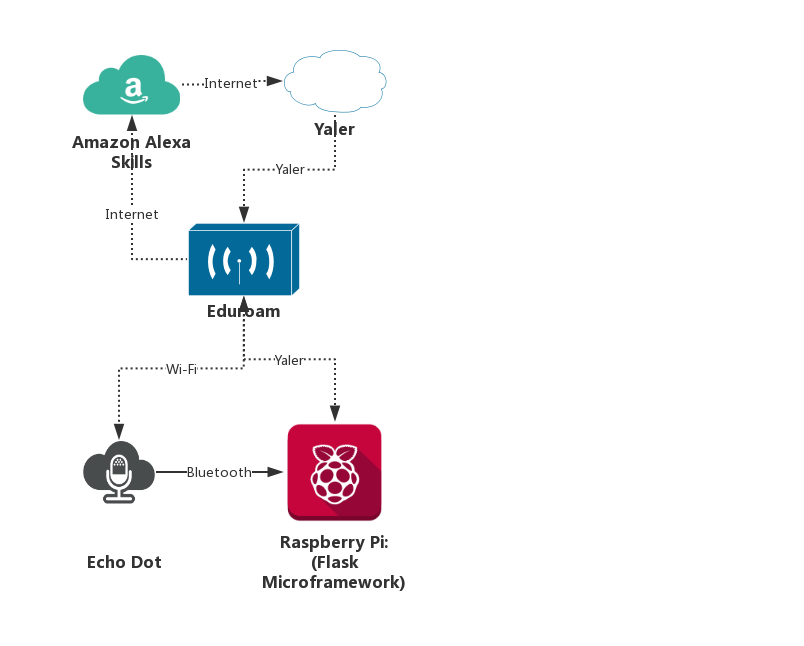 Internet
Amazon Alexa
Skills
Yaler
Yaler
Internet
Eduroam
Wi-Fi
Yaler
Bluetooth
Echo Dot
Raspberry Pi:
(Flask
Microframework)